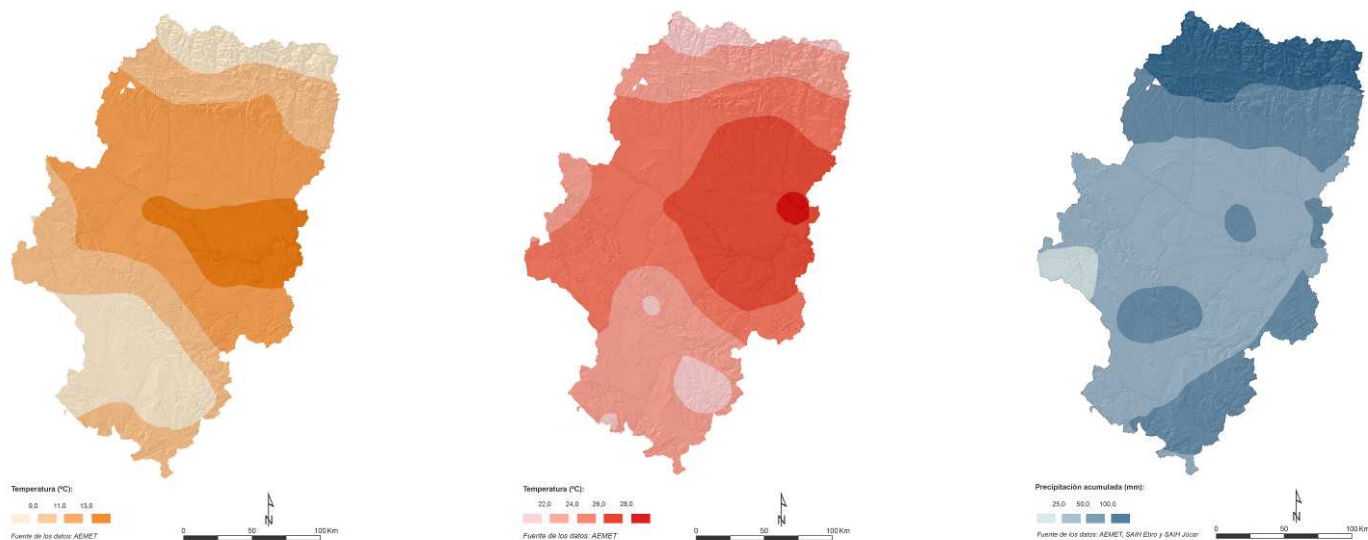 Temperatura (ºC):
9,0 11,0 13,0
N
0 50 100 Km
Fuente de los datos: AEMET
Temperatura (ºC):
22,0 24,0 26,0 28,0
N
0 50 100 Km
Fuente de los datos: AEMET
Precipitación acumulada (mm):
25,0 50,0 100,0
N
0 50 100 Km
Fuente de los datos: AEMET, SAIH Ebro y SAIH Júcar